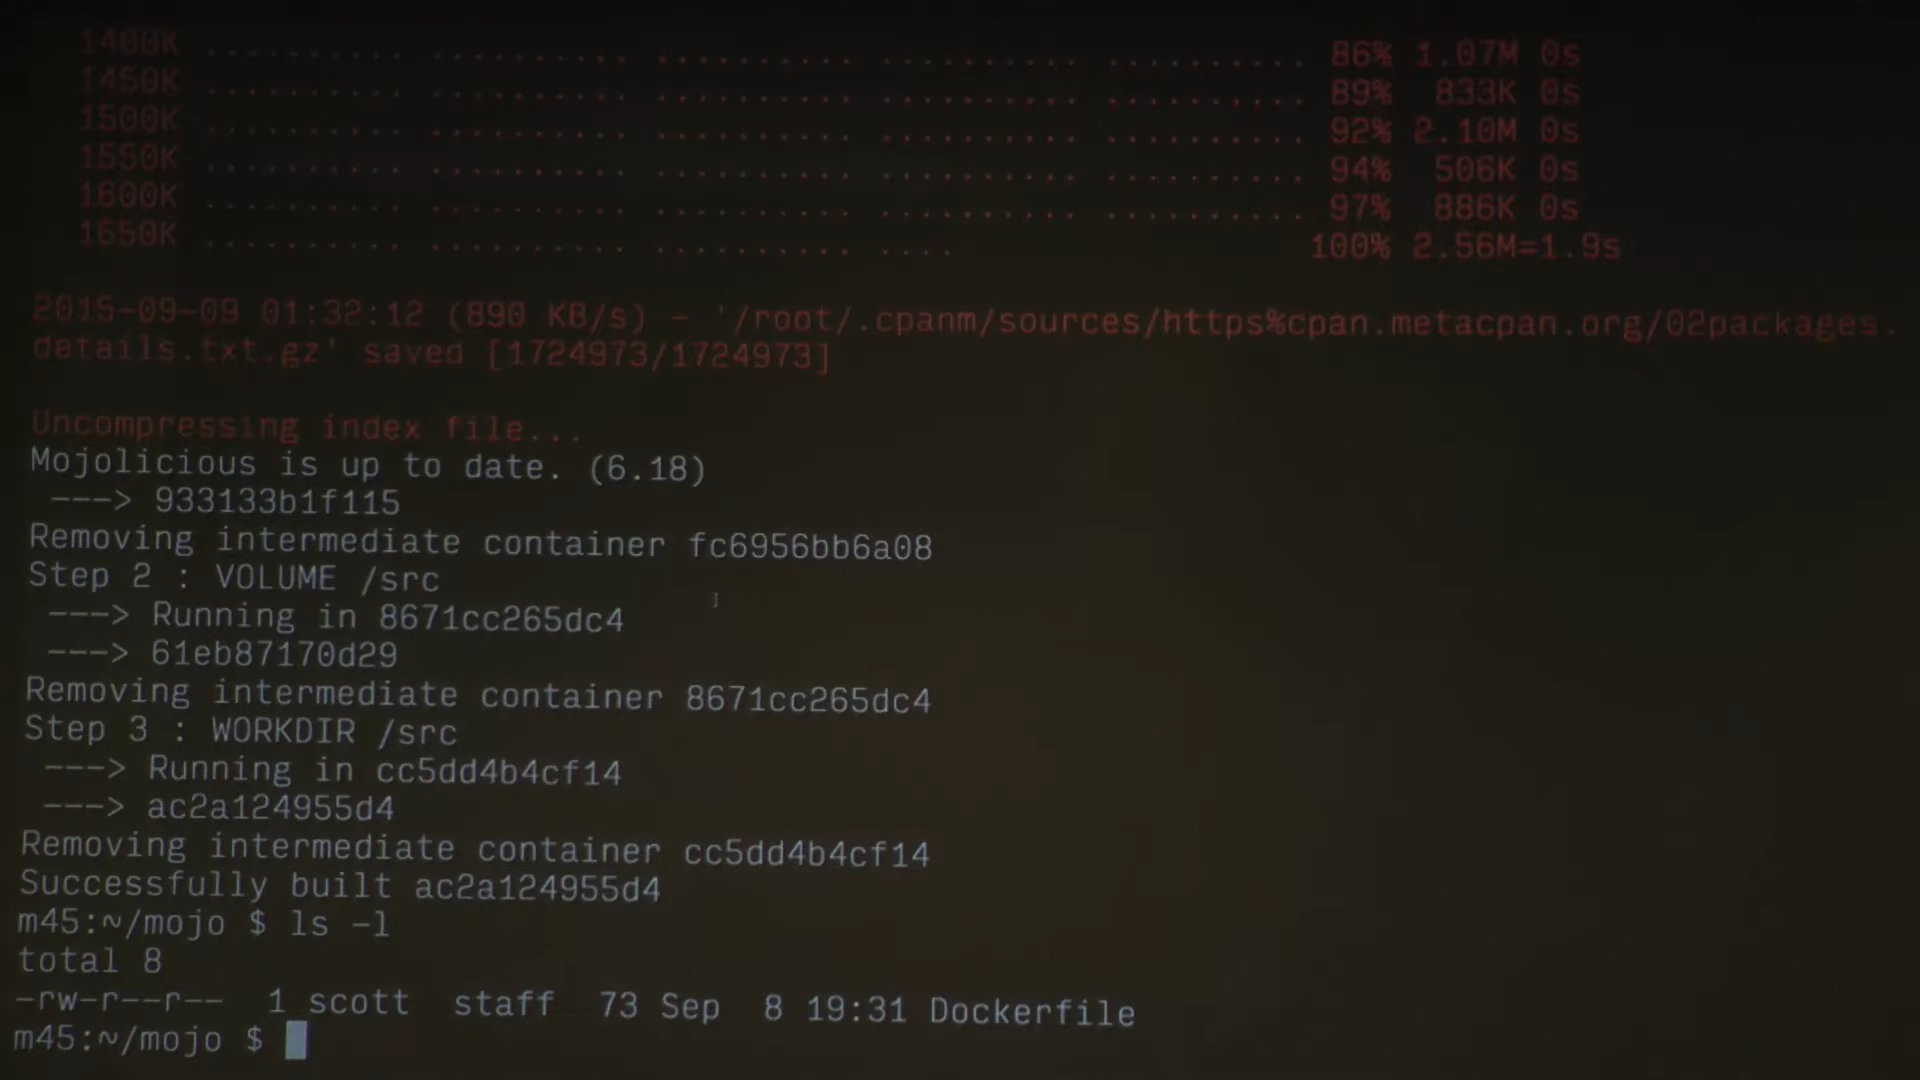 1400K .......... .......... .......... .......... .......... 86% 1.07M 0s
1450K .......... .......... .......... .......... .......... 89% 833K 0s
1500K .......... .......... .......... .......... .......... 92% 2.10M 0s
1550K .......... .......... .......... .......... .......... 94% 506K 0s
1600K .......... .......... .......... .......... .......... 97% 886K 0s
1650K .......... .......... .......... .... 100% 2.56M=1.9s
2015-09-09 01:32:12 (890 KB/s) - '/root/.cpanm/sources/https%cpan.metacpan.org/02packages.
details.txt.gz' saved [1724973/1724973]
Uncompressing index file...
Mojolicious is up to date. (6.18)
---> 933133b1f115
Removing intermediate container fc6956bb6a08
Step 2 : VOLUME /src
---> Running in 8671cc265dc4
---> 61eb87170d29
Removing intermediate container 8671cc265dc4
Step 3 : WORKDIR /src
---> Running in cc5dd4b4cf14
---> ac2a124955d4
Removing intermediate container cc5dd4b4cf14
Successfully built ac2a124955d4
m45:~/mojo $ ls -l
total 8
-rw-r--r-- 1 scott staff 73 Sep 8 19:31 Dockerfile
m45:~/mojo $